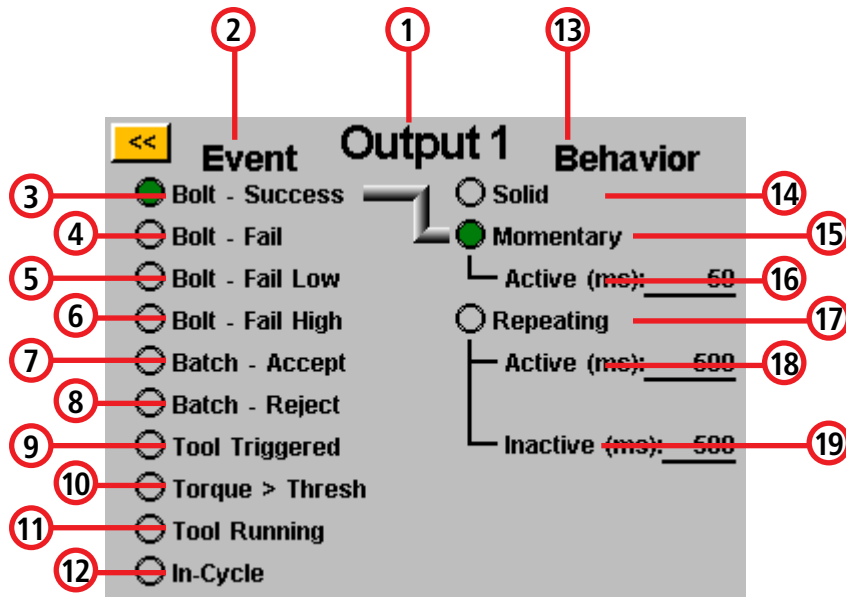 2 1 13
<<
Event Output 1 Behavior
3 Bolt - Success Solid 14
4 Bolt - Fail Momentary 15
5 Bolt - Fail Low Active (ms): 50 16
6 Bolt - Fail High Repeating 17
7 Batch - Accept Active (ms): 500 18
8 Batch - Reject
9 Tool Triggered Inactive (ms): 500 19
10 Torque > Thresh
11 Tool Running
12 In-Cycle